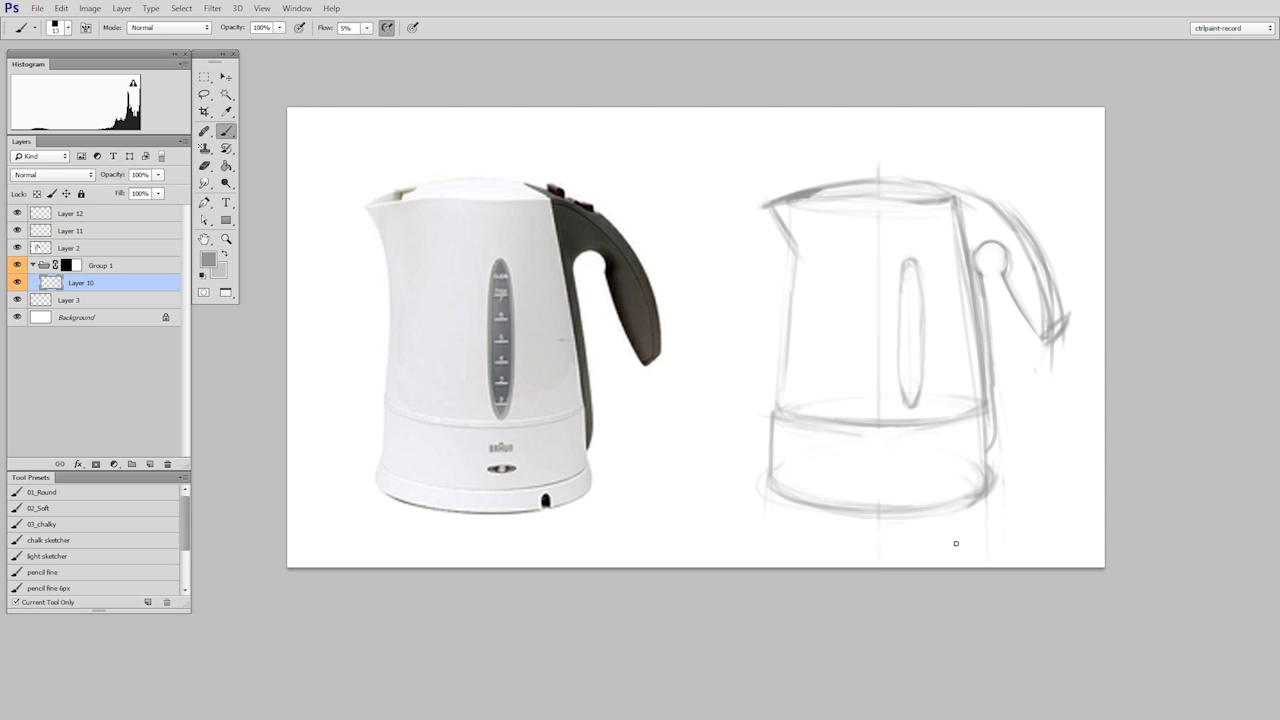 Ps File Edit Image Layer Type Select Filter 3D View Window Help
13 Mode: Normal Opacity: 100% Flow: 5% ctrlpaint-record
Histogram
Layers
Kind
Normal Opacity: 100%
Lock: Fill: 100%
Layer 12
Layer 11
Layer 2
Group 1
Layer 10
Layer 3
Background
fx
Tool Presets
01_Round
02_Soft
03_chalky
chalk sketcher
light sketcher
pencil fine
pencil fine 6px
Current Tool Only
BRAUN